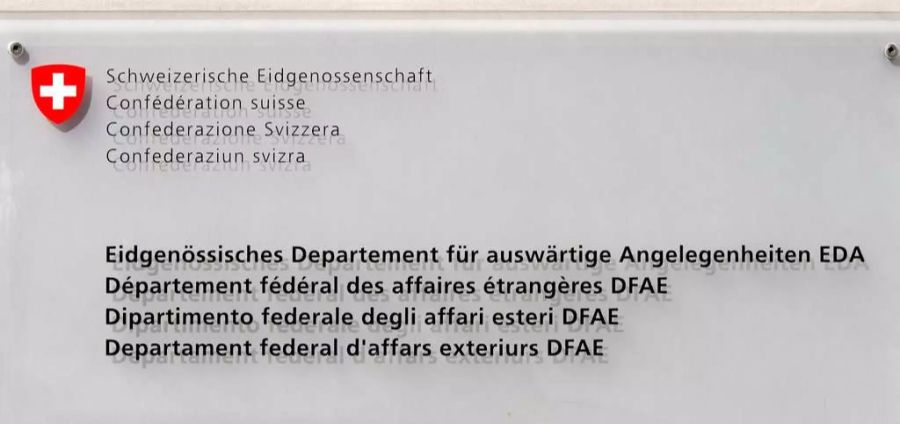 Schweizerische Eidgenossenschaft
Confédération suisse
Confederazione Svizzera
Confederaziun svizra
Eidgenössisches Departement für auswärtige Angelegenheiten EDA
Département fédéral des affaires étrangères DFAE
Dipartimento federale degli affari esteri DFAE
Departament federal d'affars exteriurs DFAE